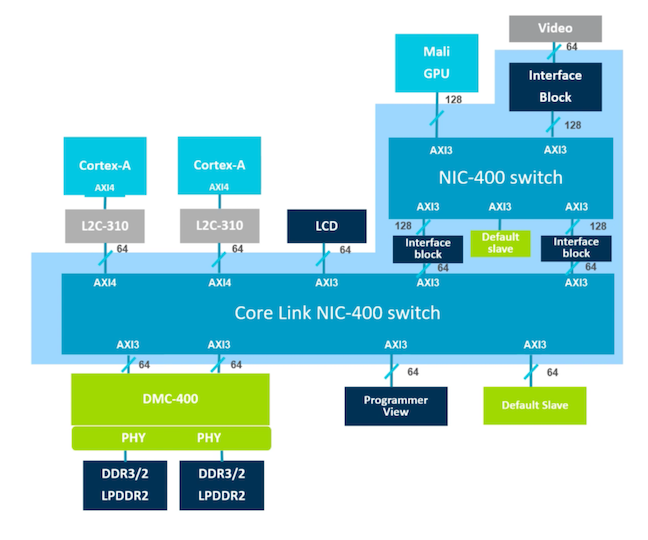 Video
64
Mali
GPU
Interface
Block
128
128
AXI3
AXI3
NIC-400 switch
Cortex-A
Cortex-A
AXI4
AXI4
AXI3
AXI3
AXI3
L2C-310
L2C-310
LCD
128
128
Default
slave
Interface
block
Interface
block
64
64
64
64
64
AXI4
AXI4
AXI3
AXI3
AXI3
Core Link NIC-400 switch
AXI3
AXI3
AXI3
AXI3
64
64
64
64
DMC-400
Programmer
View
Default Slave
PHY
PHY
DDR3/2
LPDDR2
DDR3/2
LPDDR2